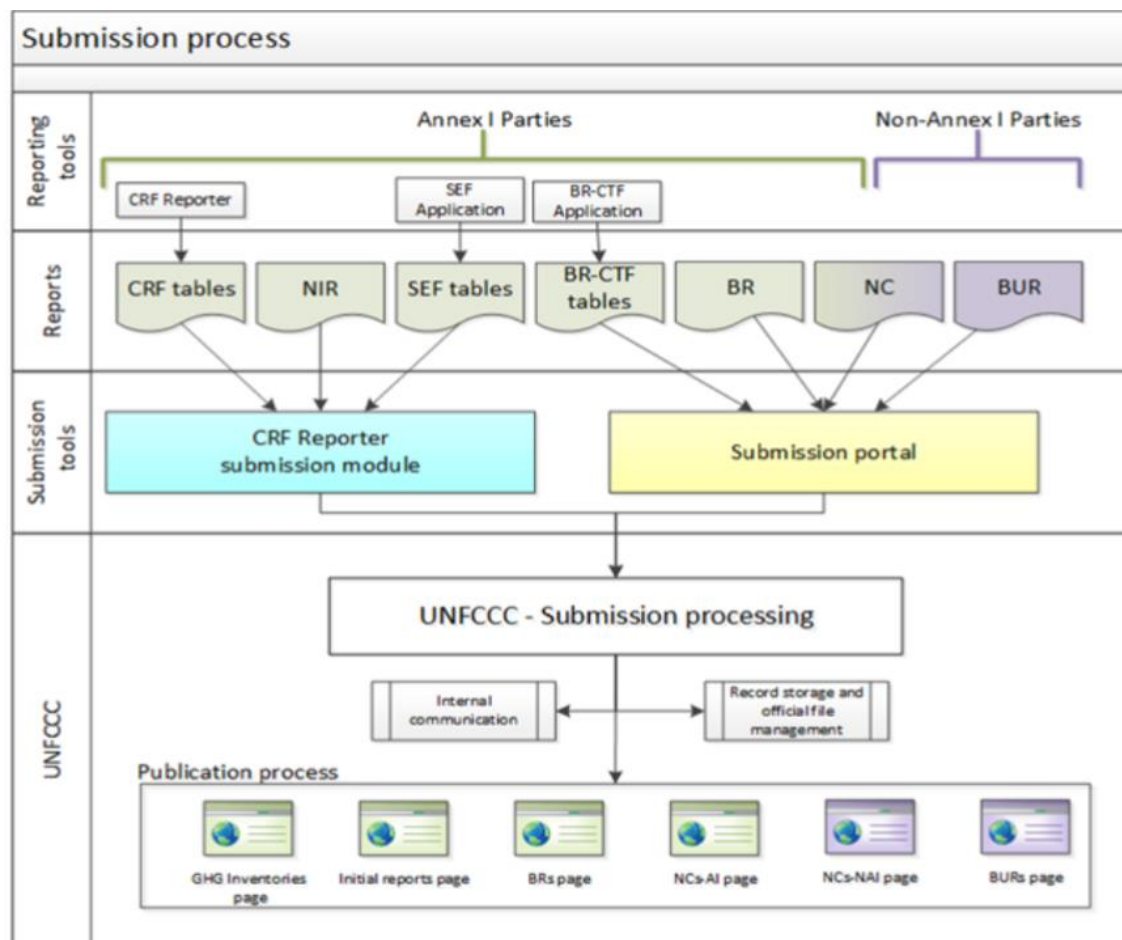 Submission process
Reporting
tools
Annex I Parties
Non-Annex I Parties
CRF Reporter
SEF
Application
BR-CTF
Application
Reports
CRF tables
NIR
SEF tables
BR-CTF
tables
BR
NC
BUR
Submission
tools
CRF Reporter
submission module
Submission portal
UNFCCC
UNFCCC - Submission processing
Internal
communication
Record storage and
official file
management
Publication process
GHG Inventories
page
Initial reports page
BRs page
NCs-AI page
NCs-NAI page
BURs page